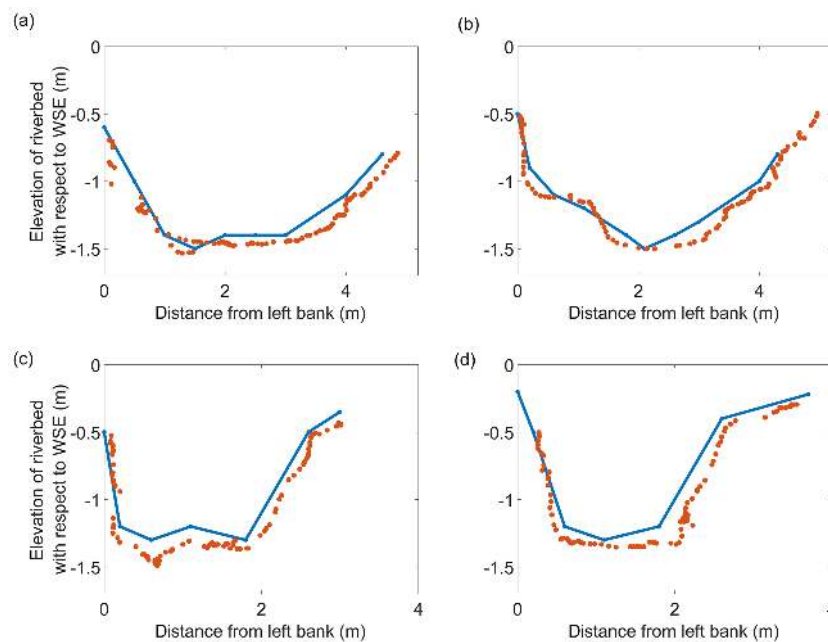 (a)
(b)
0
-0.5
-1
-1.5
0
2
4
Elevation of riverbed
with respect to WSE (m)
Distance from left bank (m)
0
-0.5
-1
-1.5
0
2
4
Distance from left bank (m)
(c)
(d)
0
-0.5
-1
-1.5
0
2
4
Elevation of riverbed
with respect to WSE (m)
Distance from left bank (m)
0
-0.5
-1
-1.5
0
2
4
Distance from left bank (m)